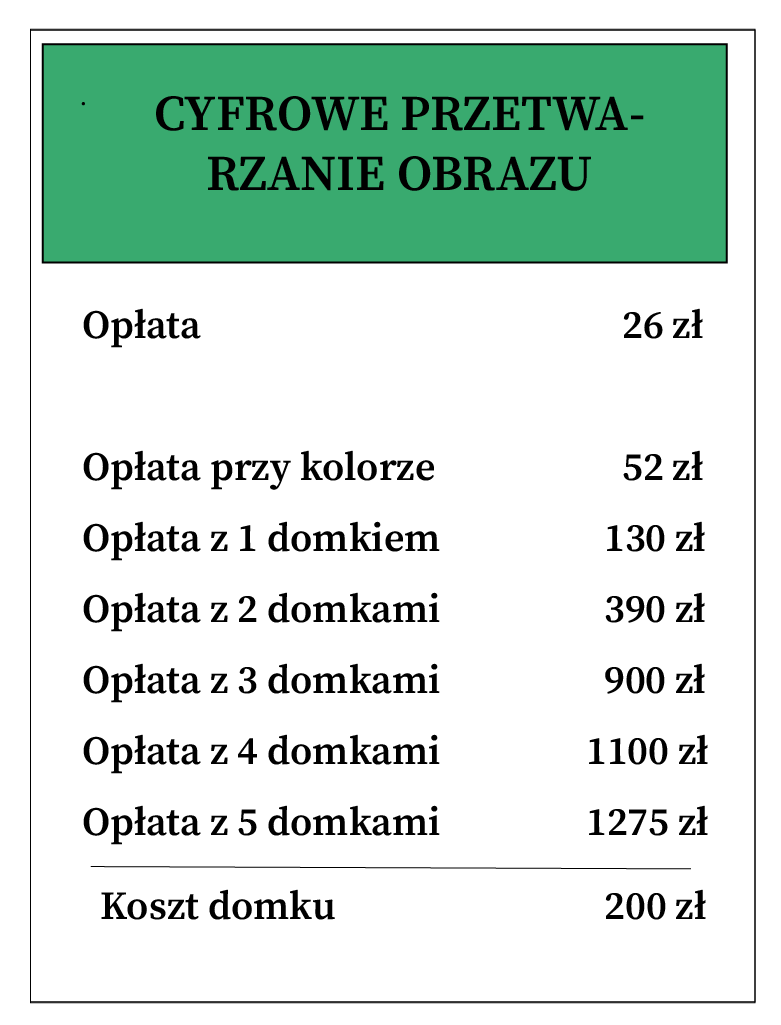 CYFROWE PRZETWA-
RZANIE OBRAZU
Opłata 26 zł
Opłata przy kolorze 52 zł
Opłata z 1 domkiem 130 zł
Opłata z 2 domkami 390 zł
Opłata z 3 domkami 900 zł
Opłata z 4 domkami 1100 zł
Opłata z 5 domkami 1275 zł
Koszt domku 200 zł